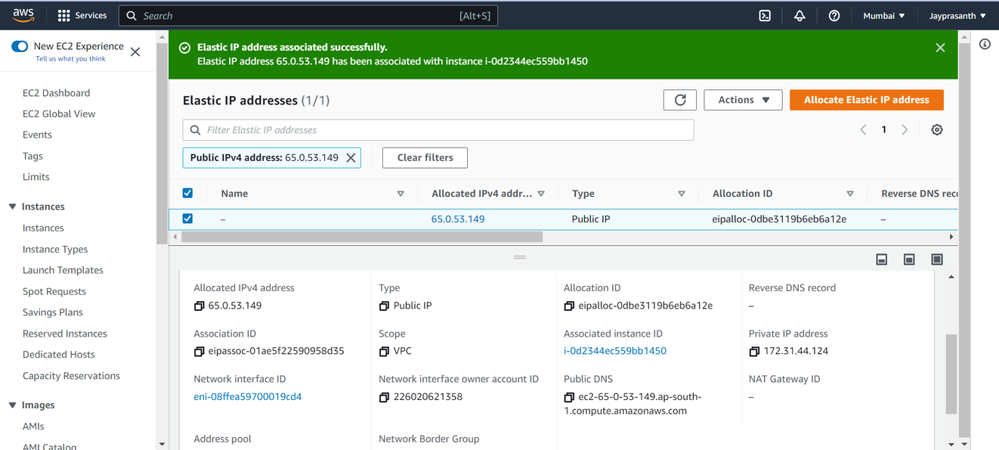 aws
Services
Search
[Alt+S]
Mumbai
Jayprasanth
New EC2 Experience
Tell us what you think
EC2 Dashboard
EC2 Global View
Events
Tags
Limits
Instances
Instances
Instance Types
Launch Templates
Spot Requests
Savings Plans
Reserved Instances
Dedicated Hosts
Capacity Reservations
Images
AMIs
AMI Catalog
Elastic IP address associated successfully.
Elastic IP address 65.0.53.149 has been associated with instance i-0d2344ec559bb1450
Elastic IP addresses (1/1)
Actions
Allocate Elastic IP address
Filter Elastic IP addresses
1
Public IPv4 address: 65.0.53.149
Clear filters
Name
Allocated IPv4 addr...
Type
Allocation ID
Reverse DNS rec
–
65.0.53.149
Public IP
eipalloc-0dbe3119b6eb6a12e
–
Allocated IPv4 address
65.0.53.149
Type
Public IP
Allocation ID
eipalloc-0dbe3119b6eb6a12e
Reverse DNS record
–
Association ID
eipassoc-01ae5f22590958d35
Scope
VPC
Associated instance ID
i-0d2344ec559bb1450
Private IP address
172.31.44.124
Network interface ID
eni-08ffea59700019cd4
Network interface owner account ID
226020621358
Public DNS
ec2-65-0-53-149.ap-south-
1.compute.amazonaws.com
NAT Gateway ID
–
Address pool
Network Border Group